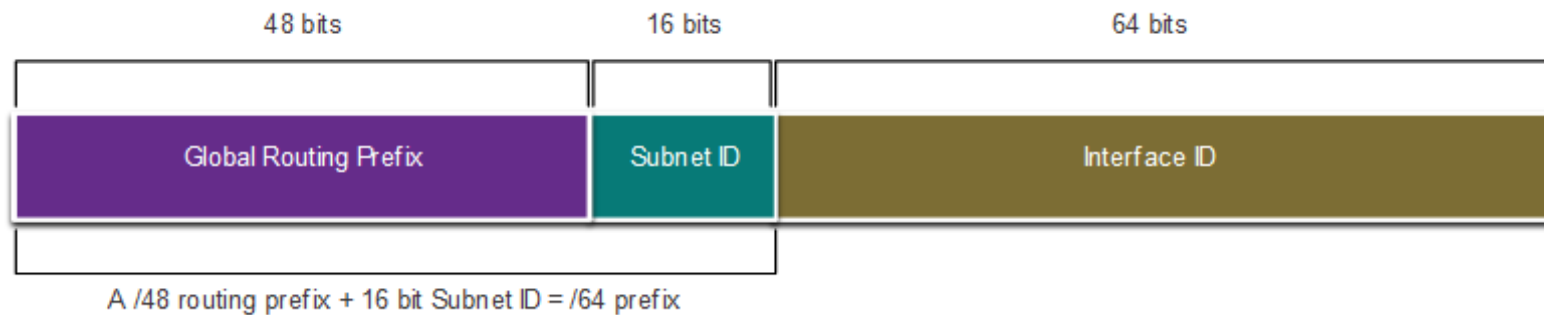 48 bits 16 bits 64 bits
Global Routing Prefix Subnet ID Interface ID
A /48 routing prefix + 16 bit Subnet ID = /64 prefix